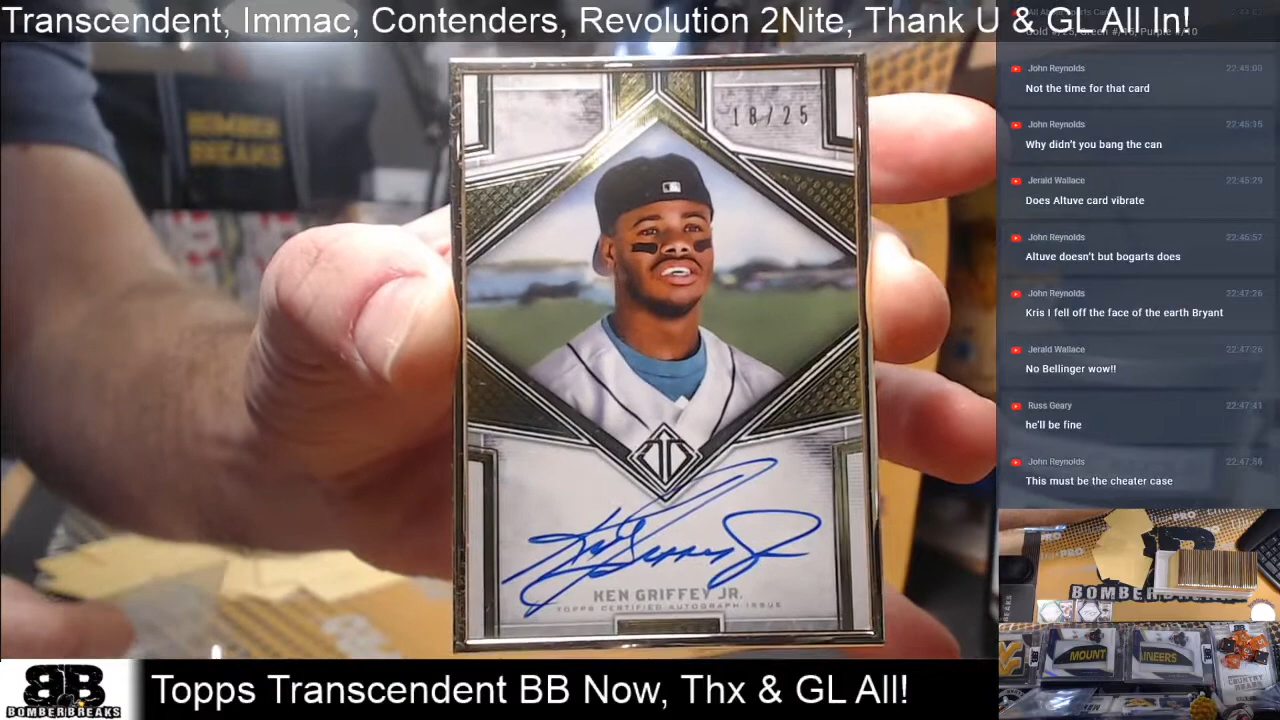 Transcendent, Immac, Contenders, Revolution 2Nite, Thank U & GL All In!
BOMBER
BREAKS
18/25
KEN GRIFFEY JR.
TOPPS CERTIFIED AUTOGRAPH ISSUE
John Reynolds 22:45:00
Not the time for that card
John Reynolds 22:45:15
Why didn't you bang the can
Jerald Wallace 22:45:29
Does Altuve card vibrate
John Reynolds
Altuve doesn't but bogarts does
John Reynolds 22:47:26
Kris I fell off the face of the earth Bryant
Jerald Wallace 22:47:26
No Bellinger wow!!
Russ Geary 22:47:41
he'll be fine
John Reynolds
This must be the cheater case
BOMBERBREAKS
MOUNT
INEERS
COUNTRY
ROADS
BB
BOMBERBREAKS
Topps Transcendent BB Now, Thx & GL All!